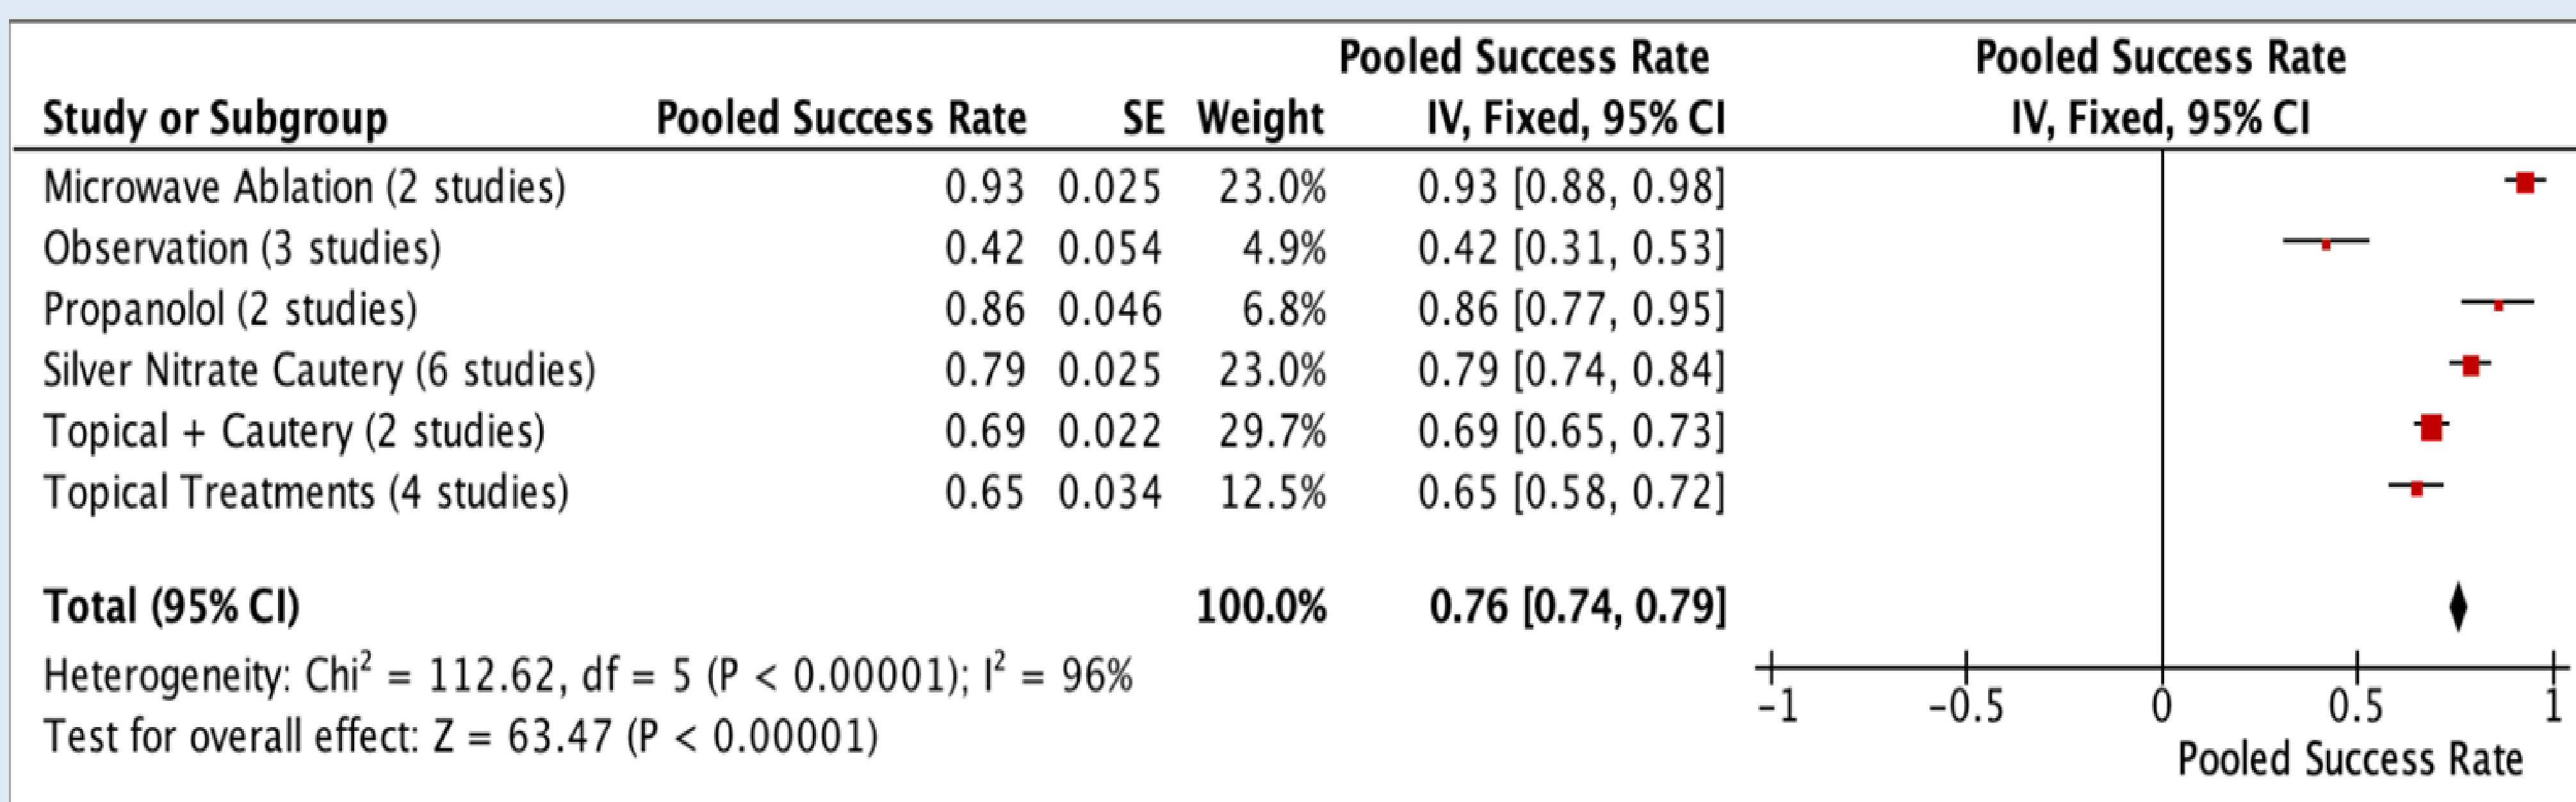 Pooled Success Rate Pooled Success Rate
Study or Subgroup Pooled Success Rate SE Weight IV, Fixed, 95% CI IV, Fixed, 95% CI
Microwave Ablation (2 studies) 0.93 0.025 23.0% 0.93 [0.88, 0.98]
Observation (3 studies) 0.42 0.054 4.9% 0.42 [0.31, 0.53]
Propanolol (2 studies) 0.86 0.046 6.8% 0.86 [0.77, 0.95]
Silver Nitrate Cautery (6 studies) 0.79 0.025 23.0% 0.79 [0.74, 0.84]
Topical + Cautery (2 studies) 0.69 0.022 29.7% 0.69 [0.65, 0.73]
Topical Treatments (4 studies) 0.65 0.034 12.5% 0.65 [0.58, 0.72]
Total (95% CI) 100.0% 0.76 [0.74, 0.79]
Heterogeneity: Chi² = 112.62, df = 5 (P < 0.00001); I² = 96%
Test for overall effect: Z = 63.47 (P < 0.00001)
-1 -0.5 0 0.5 1
Pooled Success Rate